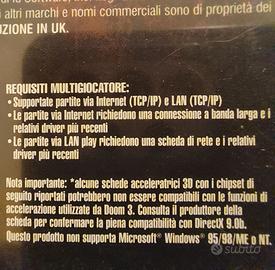 di altri marchi e nomi commerciali sono di proprietà dei
UZIONE IN UK.
REQUISITI MULTIGIOCATORE:
• Supportate partite via Internet (TCP/IP) e LAN (TCP/IP)
• Le partite via Internet richiedono una connessione a banda larga e i
relativi driver più recenti
• Le partite via LAN play richiedono una scheda di rete e i relativi
driver più recenti
Nota importante: *alcune schede acceleratrici 3D con i chipset di
seguito riportati potrebbero non essere compatibili con le funzioni di
accelerazione utilizzate da Doom 3. Consulta il produttore della
scheda per confermare la piena compatibilità con DirectX 9.0b.
Questo prodotto non supporta Microsoft® Windows® 95/98/ME o NT.
subito